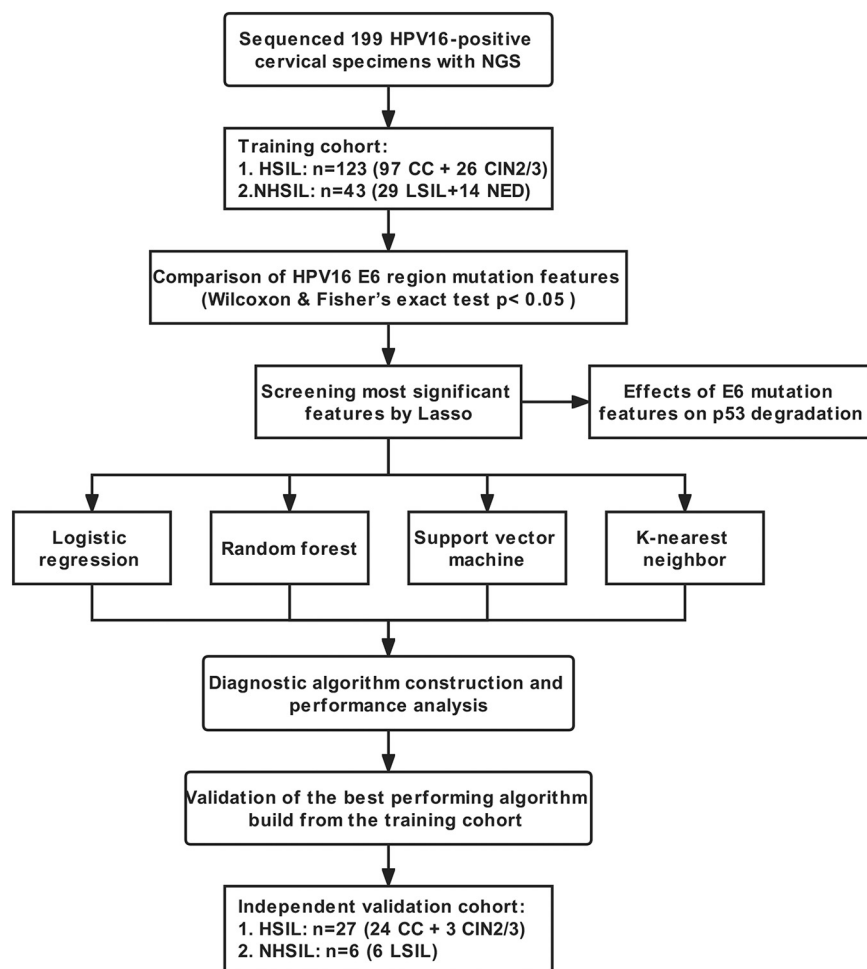 Sequenced 199 HPV16-positive
cervical specimens with NGS
Training cohort:
1. HSIL: n=123 (97 CC + 26 CIN2/3)
2.NHSIL: n=43 (29 LSIL+14 NED)
Comparison of HPV16 E6 region mutation features
(Wilcoxon & Fisher's exact test p< 0.05 )
Screening most significant
features by Lasso
Effects of E6 mutation
features on p53 degradation
Logistic
regression
Random forest
Support vector
machine
K-nearest
neighbor
Diagnostic algorithm construction and
performance analysis
Validation of the best performing algorithm
build from the training cohort
Independent validation cohort:
1. HSIL: n=27 (24 CC + 3 CIN2/3)
2. NHSIL: n=6 (6 LSIL)